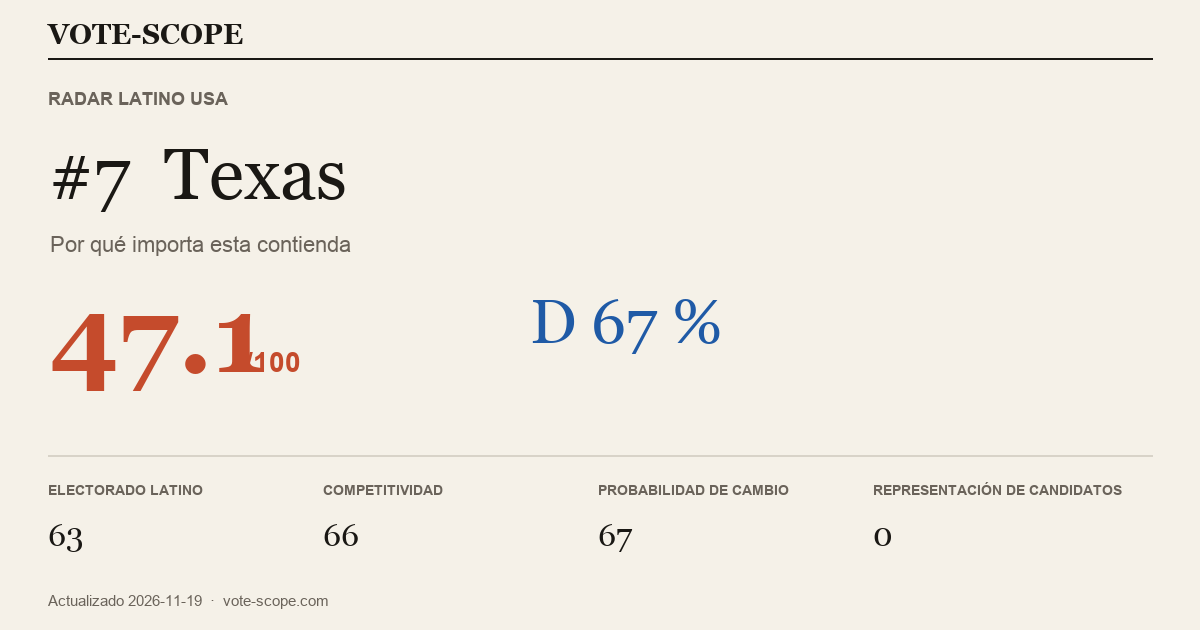 VOTE-SCOPE
RADAR LATINO USA
#7 Texas
Por qué importa esta contienda
47.1/100
D 67 %
ELECTORADO LATINO
63
COMPETITIVIDAD
66
PROBABILIDAD DE CAMBIO
67
REPRESENTACIÓN DE CANDIDATOS
0
Actualizado 2026-11-19 · vote-scope.com